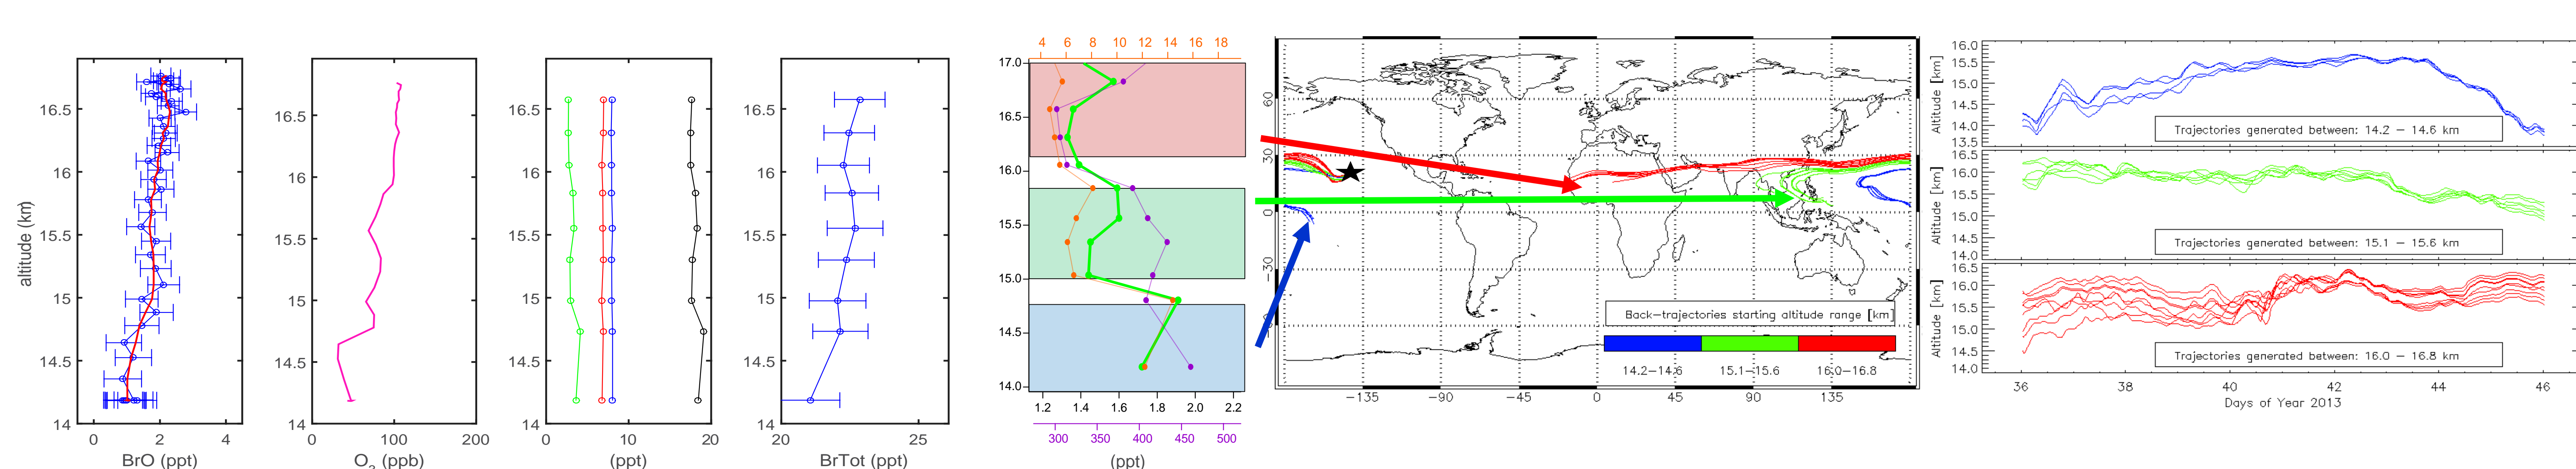 altitude (km)
16.5
16
15.5
15
14.5
14
0 2 4
BrO (ppt)
16.5
16
15.5
15
14.5
14
0 100 200
O3 (ppb)
16.5
16
15.5
15
14.5
14
0 10 20
(ppt)
16.5
16
15.5
15
14.5
14
20 25
BrTot (ppt)
4 6 8 10 12 14 16 18
17.0
16.5
16.0
15.5
15.0
14.5
14.0
1.2 1.4 1.6 1.8 2.0 2.2
300 350 400 450 500
(ppt)
60
30
0
−30
Back−trajectories starting altitude range [km]
14.2−14.6 15.1−15.6 16.0−16.8
−135 −90 −45 0 45 90 135
Altitude [km]
16.0
15.5
15.0
14.5
14.0
13.5
Trajectories generated between: 14.2 − 14.6 km
Altitude [km]
16.5
16.0
15.5
15.0
14.5
14.0
Trajectories generated between: 15.1 − 15.6 km
Altitude [km]
16.5
16.0
15.5
15.0
14.5
14.0
Trajectories generated between: 16.0 − 16.8 km
36 38 40 42 44 46
Days of Year 2013